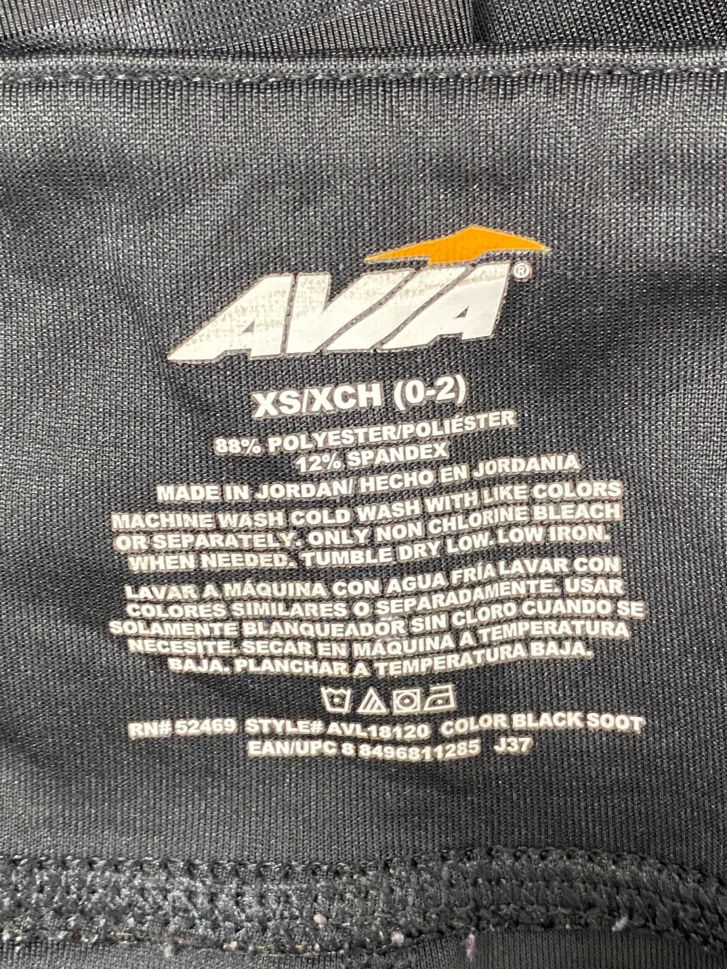 AVIA®
XS/XCH (0-2)
88% POLYESTER/POLIÉSTER
12% SPANDEX
MADE IN JORDAN/ HECHO EN JORDANIA
MACHINE WASH COLD WASH WITH LIKE COLORS
OR SEPARATELY. ONLY NON CHLORINE BLEACH
WHEN NEEDED. TUMBLE DRY LOW. LOW IRON.
LAVAR A MÁQUINA CON AGUA FRÍA LAVAR CON
COLORES SIMILARES O SEPARADAMENTE. USAR
SOLAMENTE BLANQUEADOR SIN CLORO CUANDO SE
NECESITE. SECAR EN MÁQUINA A TEMPERATURA
BAJA. PLANCHAR A TEMPERATURA BAJA.
RN# 52469 STYLE# AVL18120 COLOR BLACK SOOT
EAN/UPC 8 8496811285 J37